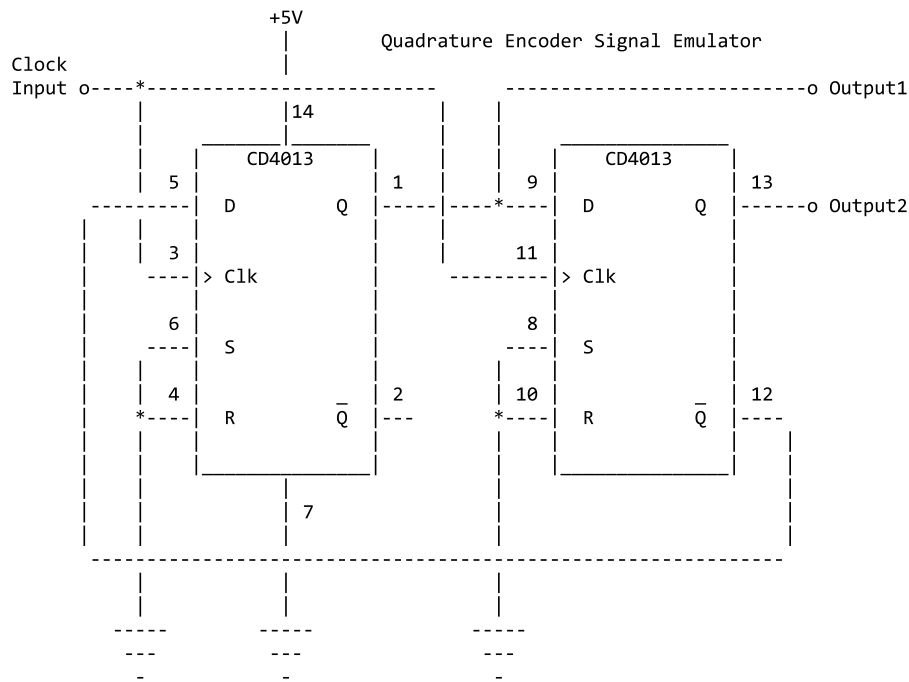 +5V
Quadrature Encoder Signal Emulator
Clock
Input o----*------------------------- --------------------------o Output1
14
CD4013 CD4013
5 1 9 13
D Q D Q o Output2
3 11
> Clk > Clk
6 8
S S
4 _ 2 10 _ 12
* R Q * R Q
7